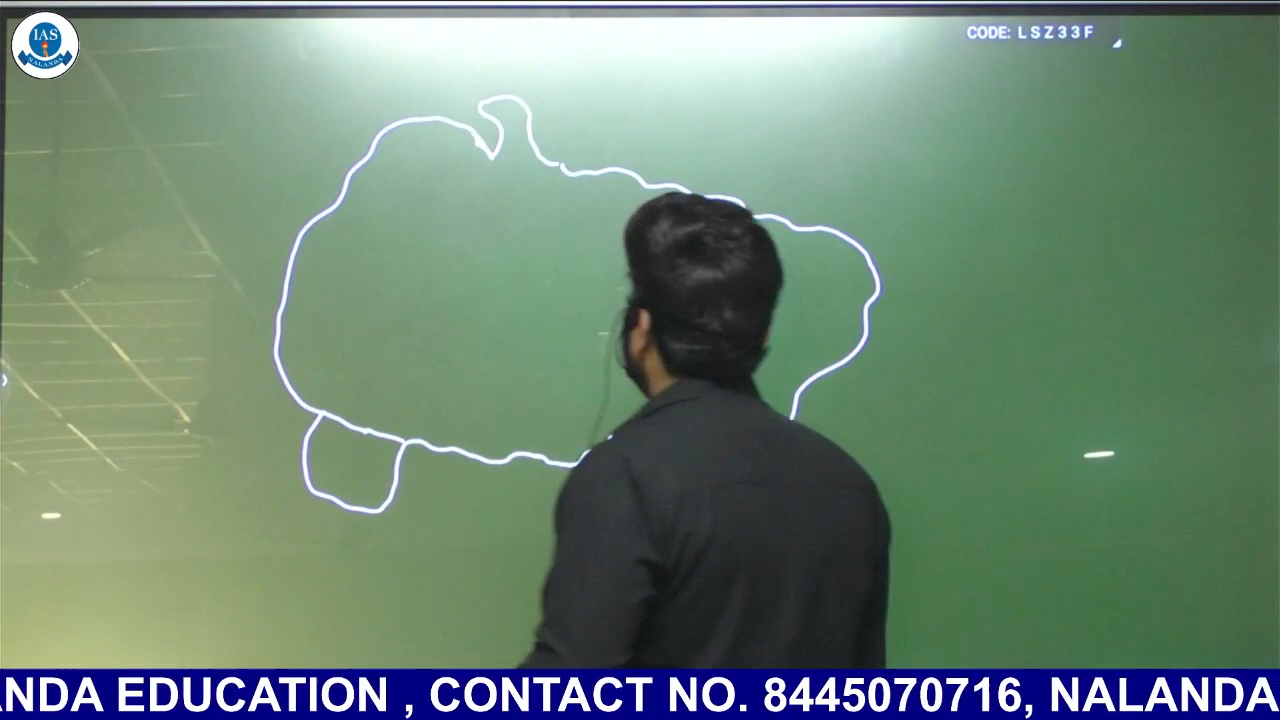 IAS
NALANDA
CODE: LSZ33F
NDA EDUCATION , CONTACT NO. 8445070716, NALANDA